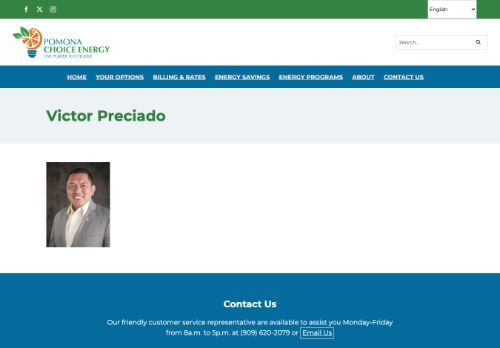 English
POMONA
CHOICE ENERGY
THE POWER TO CHOOSE
Search...
HOME YOUR OPTIONS BILLING & RATES ENERGY SAVINGS ENERGY PROGRAMS ABOUT CONTACT US
Victor Preciado
Contact Us
Our friendly customer service representative are available to assist you Monday-Friday
from 8a.m. to 5p.m. at (909) 620-2079 or Email Us